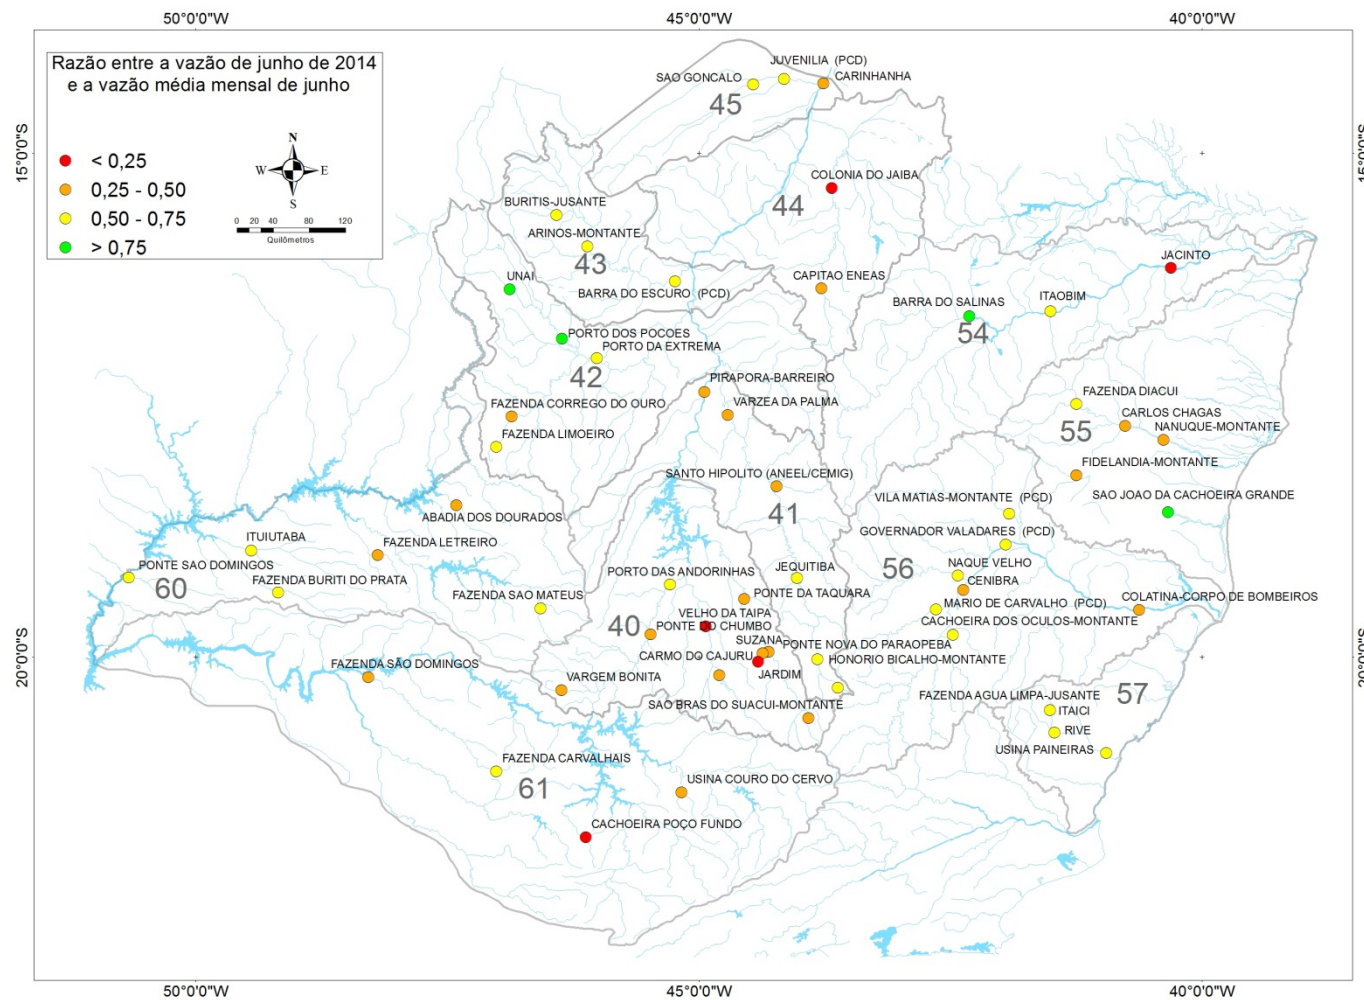 50°0'0"W
45°0'0"W
40°0'0"W
Razão entre a vazão de junho de 2014
e a vazão média mensal de junho
< 0,25
0,25 - 0,50
0,50 - 0,75
> 0,75
N
W
E
S
0 20 40 80 120
Quilômetros
15°0'0"S
15°0'0"S
JUVENILIA (PCD)
SAO GONCALO
CARINHANHA
45
COLONIA DO JAIBA
44
BURITIS-JUSANTE
ARINOS-MONTANTE
43
UNAI
BARRA DO ESCURO (PCD)
CAPITAO ENEAS
JACINTO
BARRA DO SALINAS
ITAOBIM
54
PORTO DOS POCOES
PORTO DA EXTREMA
42
PIRAPORA-BARREIRO
FAZENDA CORREGO DO OURO
VARZEA DA PALMA
FAZENDA LIMOEIRO
FAZENDA DIACUI
CARLOS CHAGAS
55
NANUQUE-MONTANTE
FIDELANDIA-MONTANTE
SANTO HIPOLITO (ANEEL/CEMIG)
41
VILA MATIAS-MONTANTE (PCD)
SAO JOAO DA CACHOEIRA GRANDE
ABADIA DOS DOURADOS
GOVERNADOR VALADARES (PCD)
ITUIUTABA
FAZENDA LETREIRO
PONTE SAO DOMINGOS
60
FAZENDA BURITI DO PRATA
FAZENDA SAO MATEUS
PORTO DAS ANDORINHAS
JEQUITIBA
56
NAQUE VELHO
CENIBRA
PONTE DA TAQUARA
VELHO DA TAIPA
40
PONTE DO CHUMBO
MARIO DE CARVALHO (PCD)
COLATINA-CORPO DE BOMBEIROS
CACHOEIRA DOS OCULOS-MONTANTE
SUZANA
PONTE NOVA DO PARAOPEBA
CARMO DO CAJURU
HONORIO BICALHO-MONTANTE
20°0'0"S
20°0'0"S
FAZENDA SÃO DOMINGOS
VARGEM BONITA
JARDIM
SAO BRAS DO SUACUI-MONTANTE
FAZENDA AGUA LIMPA-JUSANTE
57
ITAICI
RIVE
USINA PAINEIRAS
FAZENDA CARVALHAIS
61
USINA COURO DO CERVO
CACHOEIRA POÇO FUNDO
50°0'0"W
45°0'0"W
40°0'0"W